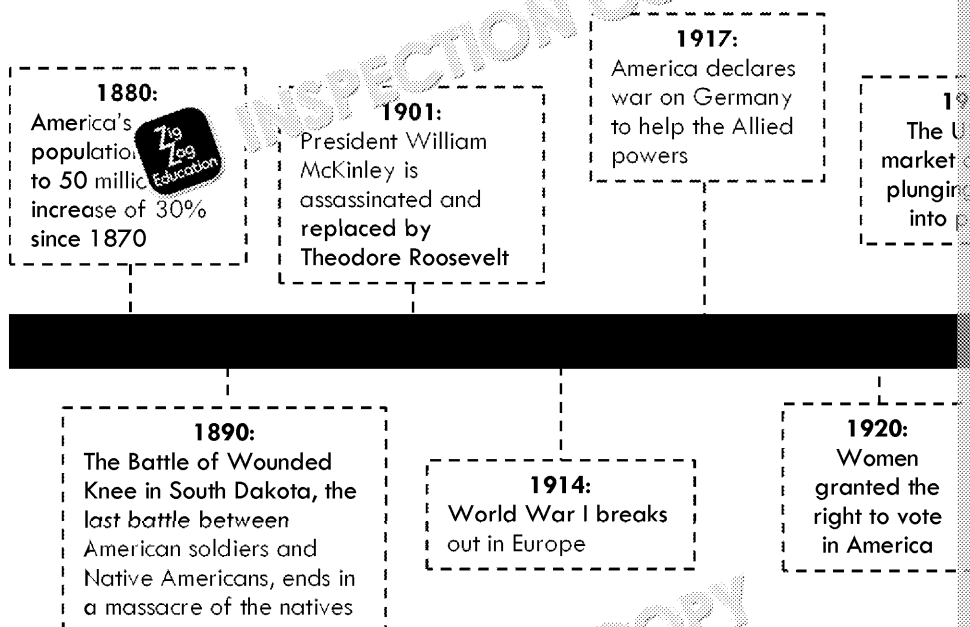 INSPECTION
1880:
America's
to 50
increase of 30%
since 1870
Zig
Zag
Education
1901:
President William
McKinley is
assassinated and
replaced by
Theodore Roosevelt
1917:
America declares
war on Germany
to help the Allied
powers
The
market
into
1890:
The Battle of Wounded
Knee in South Dakota, the
last battle between
American soldiers and
Native Americans, ends in
a massacre of the natives
1914:
World War I breaks
out in Europe
1920:
Women
granted the
right to vote
in America
COPY